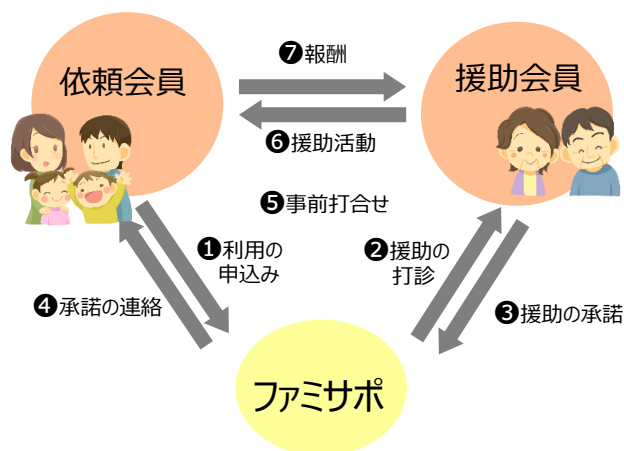 ❼報酬
依頼会員
援助会員
❻援助活動
❺事前打合せ
❶利用の
申込み
❷援助の
打診
❹承諾の連絡
❸援助の承諾
ファミサポ